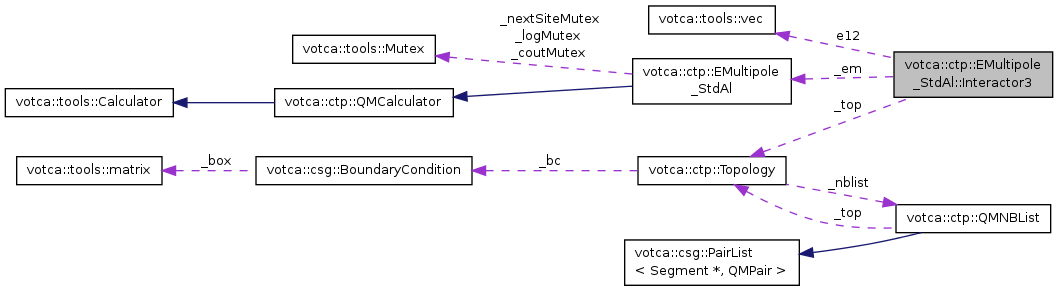 votca::tools::vec
_nextSiteMutex
_logMutex
_coutMutex
e12
votca::tools::Mutex
votca::ctp::EMultipole
_StdAl::Interactor3
_em
votca::ctp::EMultipole
_StdAl
votca::tools::Calculator
votca::ctp::QMCalculator
_top
votca::tools::matrix
_box
votca::csg::BoundaryCondition
_bc
votca::ctp::Topology
_nblist
_top
votca::ctp::QMNBList
votca::csg::PairList
< Segment *, QMPair >